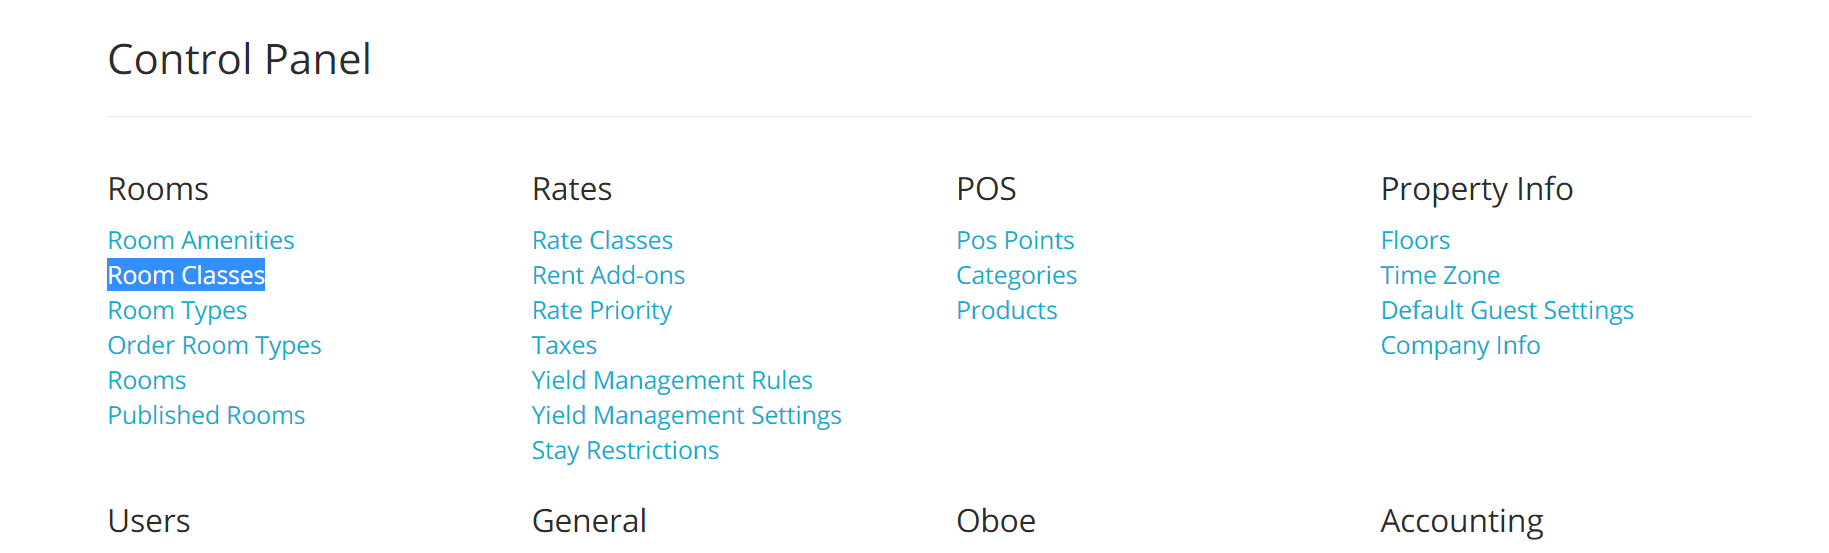 Control Panel
Rooms
Room Amenities
Room Classes
Room Types
Order Room Types
Rooms
Published Rooms
Rates
Rate Classes
Rent Add-ons
Rate Priority
Taxes
Yield Management Rules
Yield Management Settings
Stay Restrictions
POS
Pos Points
Categories
Products
Property Info
Floors
Time Zone
Default Guest Settings
Company Info
Users
General
Oboe
Accounting